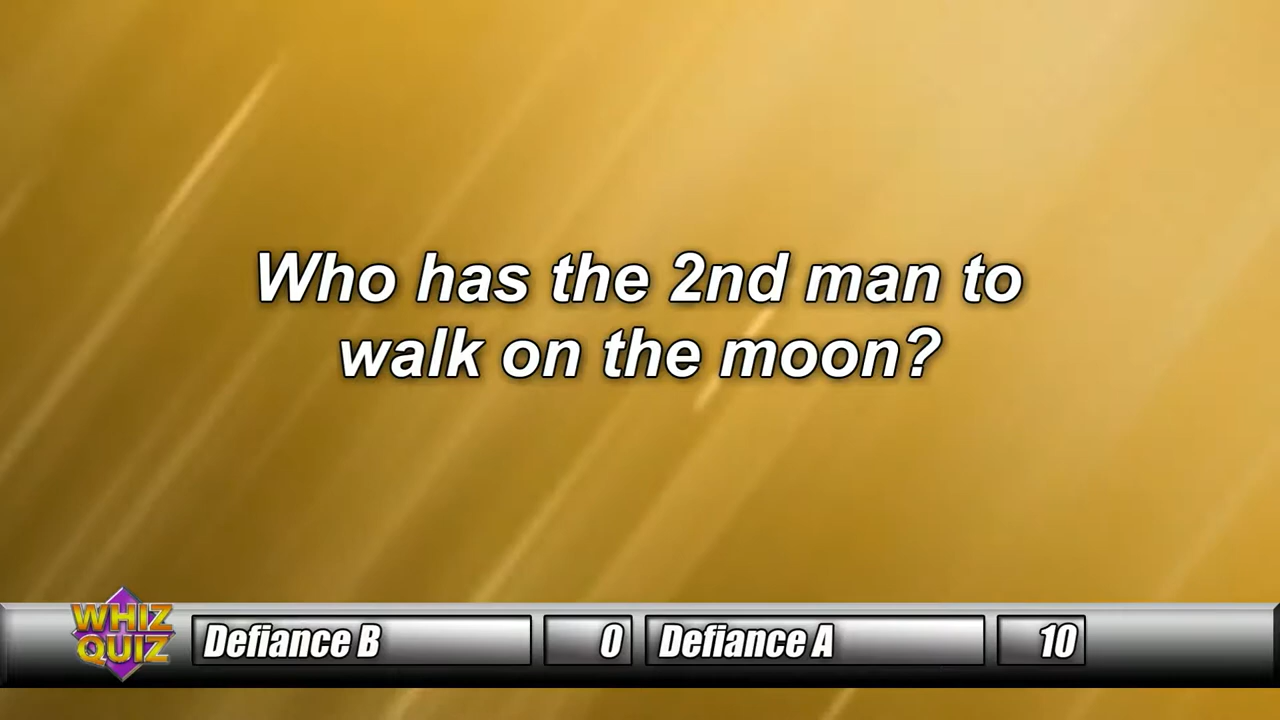 Who has the 2nd man to
walk on the moon?
WHIZ
QUIZ
Defiance B
0
Defiance A
10